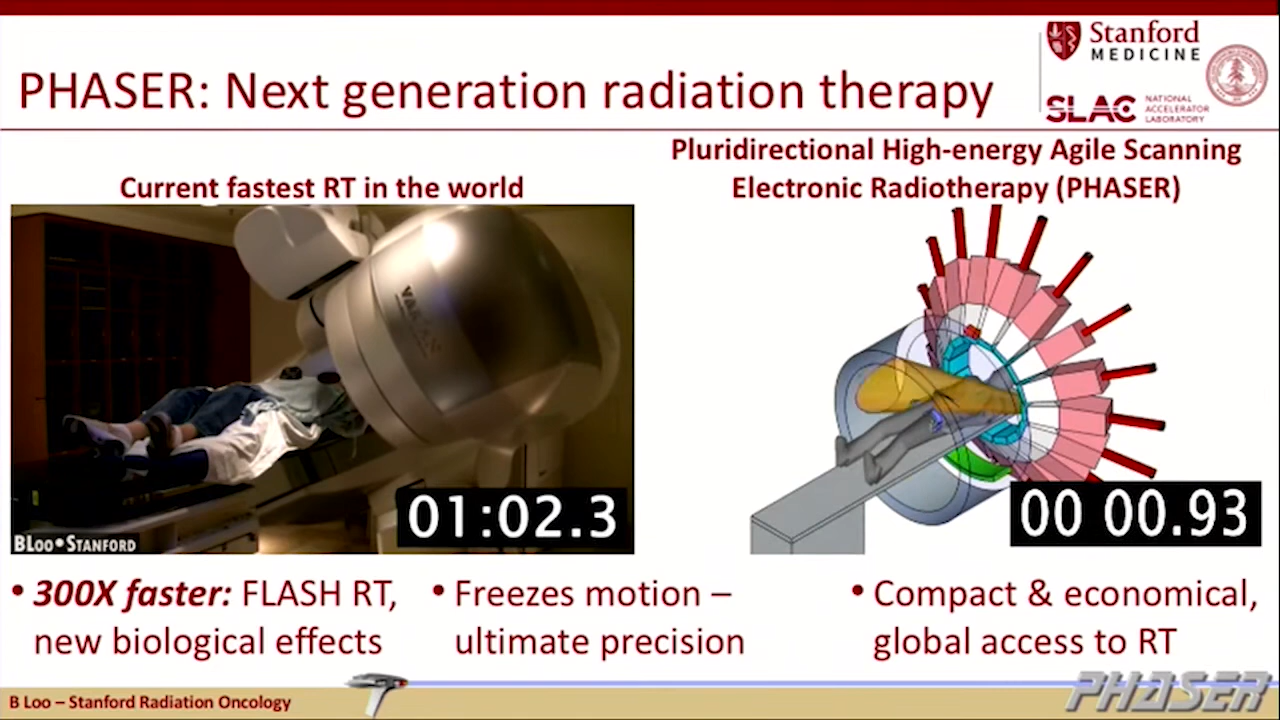 Stanford
MEDICINE
PHASER: Next generation radiation therapy
SLAC NATIONAL
ACCELERATOR
LABORATORY
Pluridirectional High-energy Agile Scanning
Electronic Radiotherapy (PHASER)
Current fastest RT in the world
01:02.3
BLOO•STANFORD
00 00.93
• 300X faster: FLASH RT,
new biological effects
• Freezes motion –
ultimate precision
• Compact & economical,
global access to RT
B Loo – Stanford Radiation Oncology
PHASER